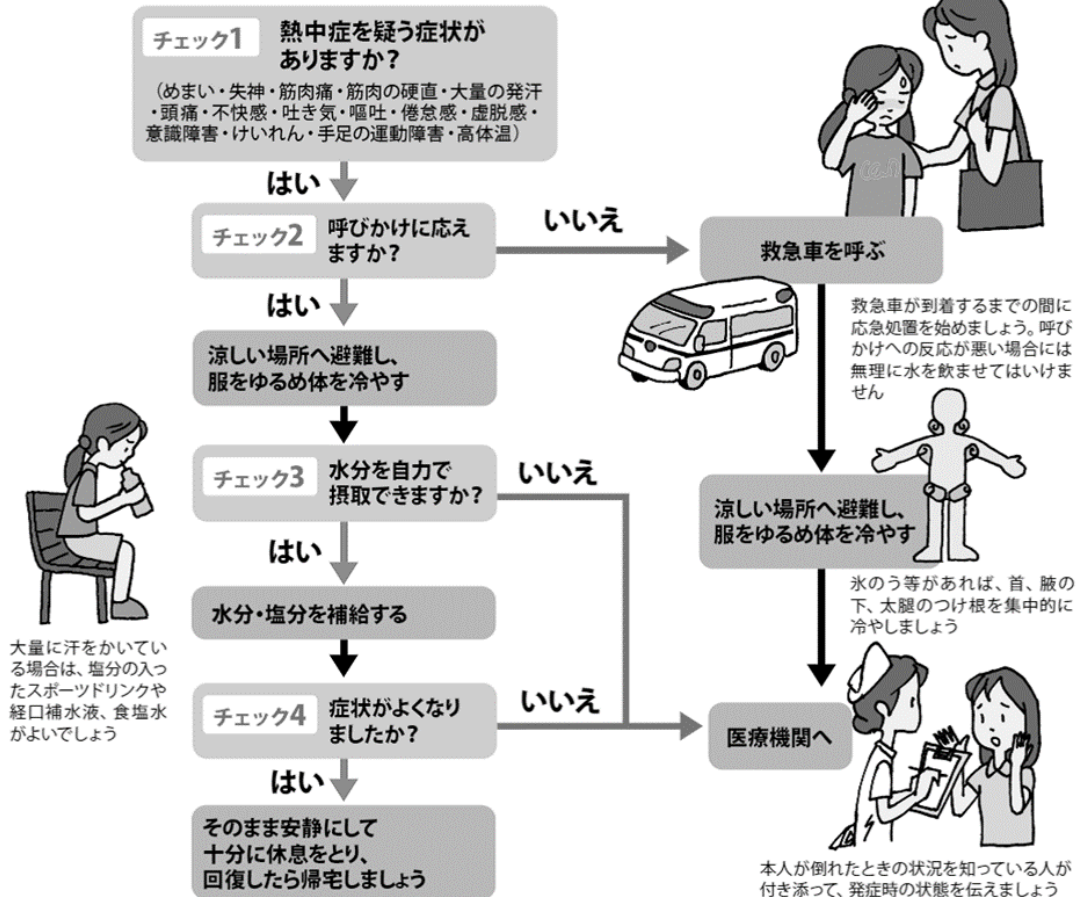 チェック1
熱中症を疑う症状が
ありますか？
（めまい・失神・筋肉痛・筋肉の硬直・大量の発汗
・頭痛・不快感・吐き気・嘔吐・倦怠感・虚脱感・
意識障害・けいれん・手足の運動障害・高体温）
はい
チェック2
呼びかけに応え
ますか？
いいえ
救急車を呼ぶ
救急車が到着するまでの間に
応急処置を始めましょう。呼び
かけへの反応が悪い場合には
無理に水を飲ませてはいけま
せん
はい
涼しい場所へ避難し、
服をゆるめ体を冷やす
チェック3
水分を自力で
摂取できますか？
いいえ
涼しい場所へ避難し、
服をゆるめ体を冷やす
氷のう等があれば、首、腋の
下、太腿のつけ根を集中的に
冷やしましょう
はい
水分・塩分を補給する
大量に汗をかいてい
る場合は、塩分の入っ
たスポーツドリンクや
経口補水液、食塩水
がよいでしょう
チェック4
症状がよくなり
ましたか？
いいえ
医療機関へ
はい
そのまま安静にして
十分に休息をとり、
回復したら帰宅しましょう
本人が倒れたときの状況を知っている人が
付き添って、発症時の状態を伝えましょう